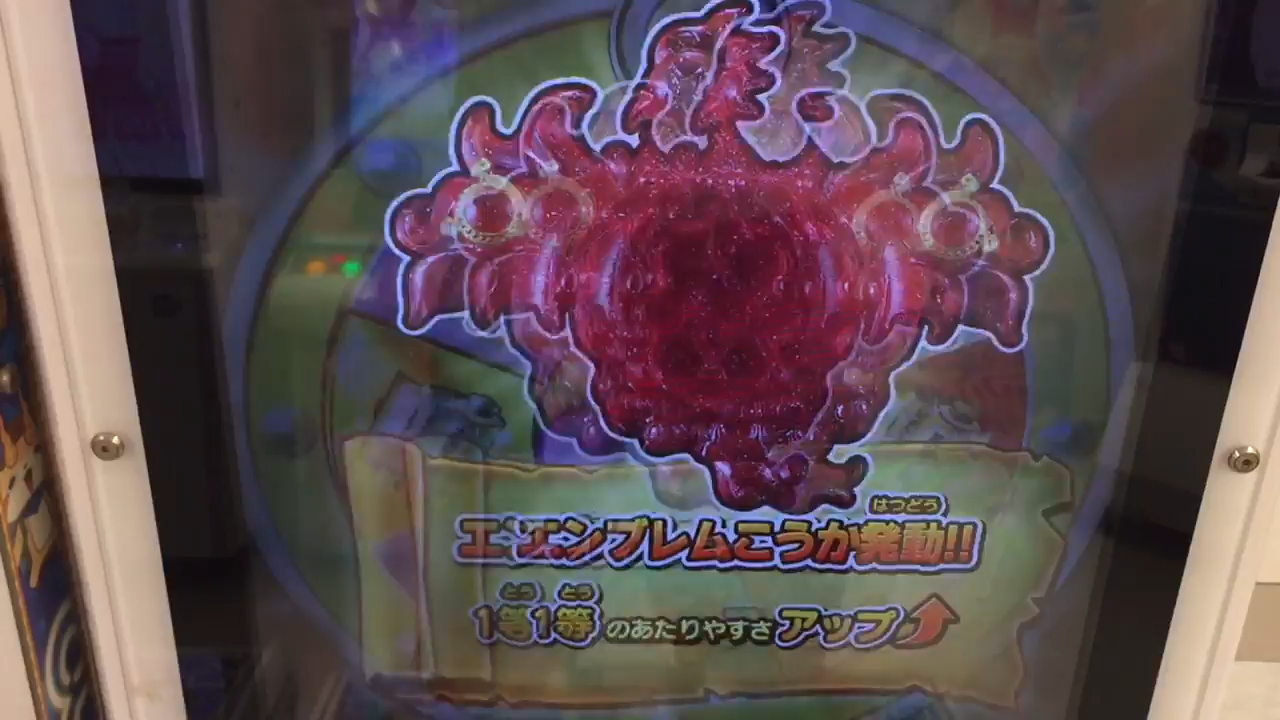 はつどう
エンエンブレムこうか発動!!
とう とう
1等1等のあたりやすさアップ